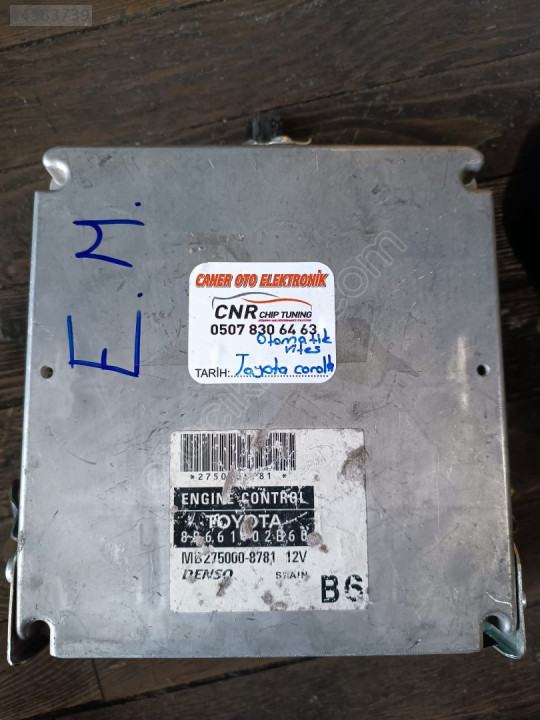 4963739
E.M.
CANER OTO ELEKTRONİK
CNR CHIP TUNING
0507 830 64 63
Otomatik
vites
TARİH:
Toyota corolla
ENGINE CONTROL
TOYOTA
MB275000-8781 12V
DENSO SPAIN
B6